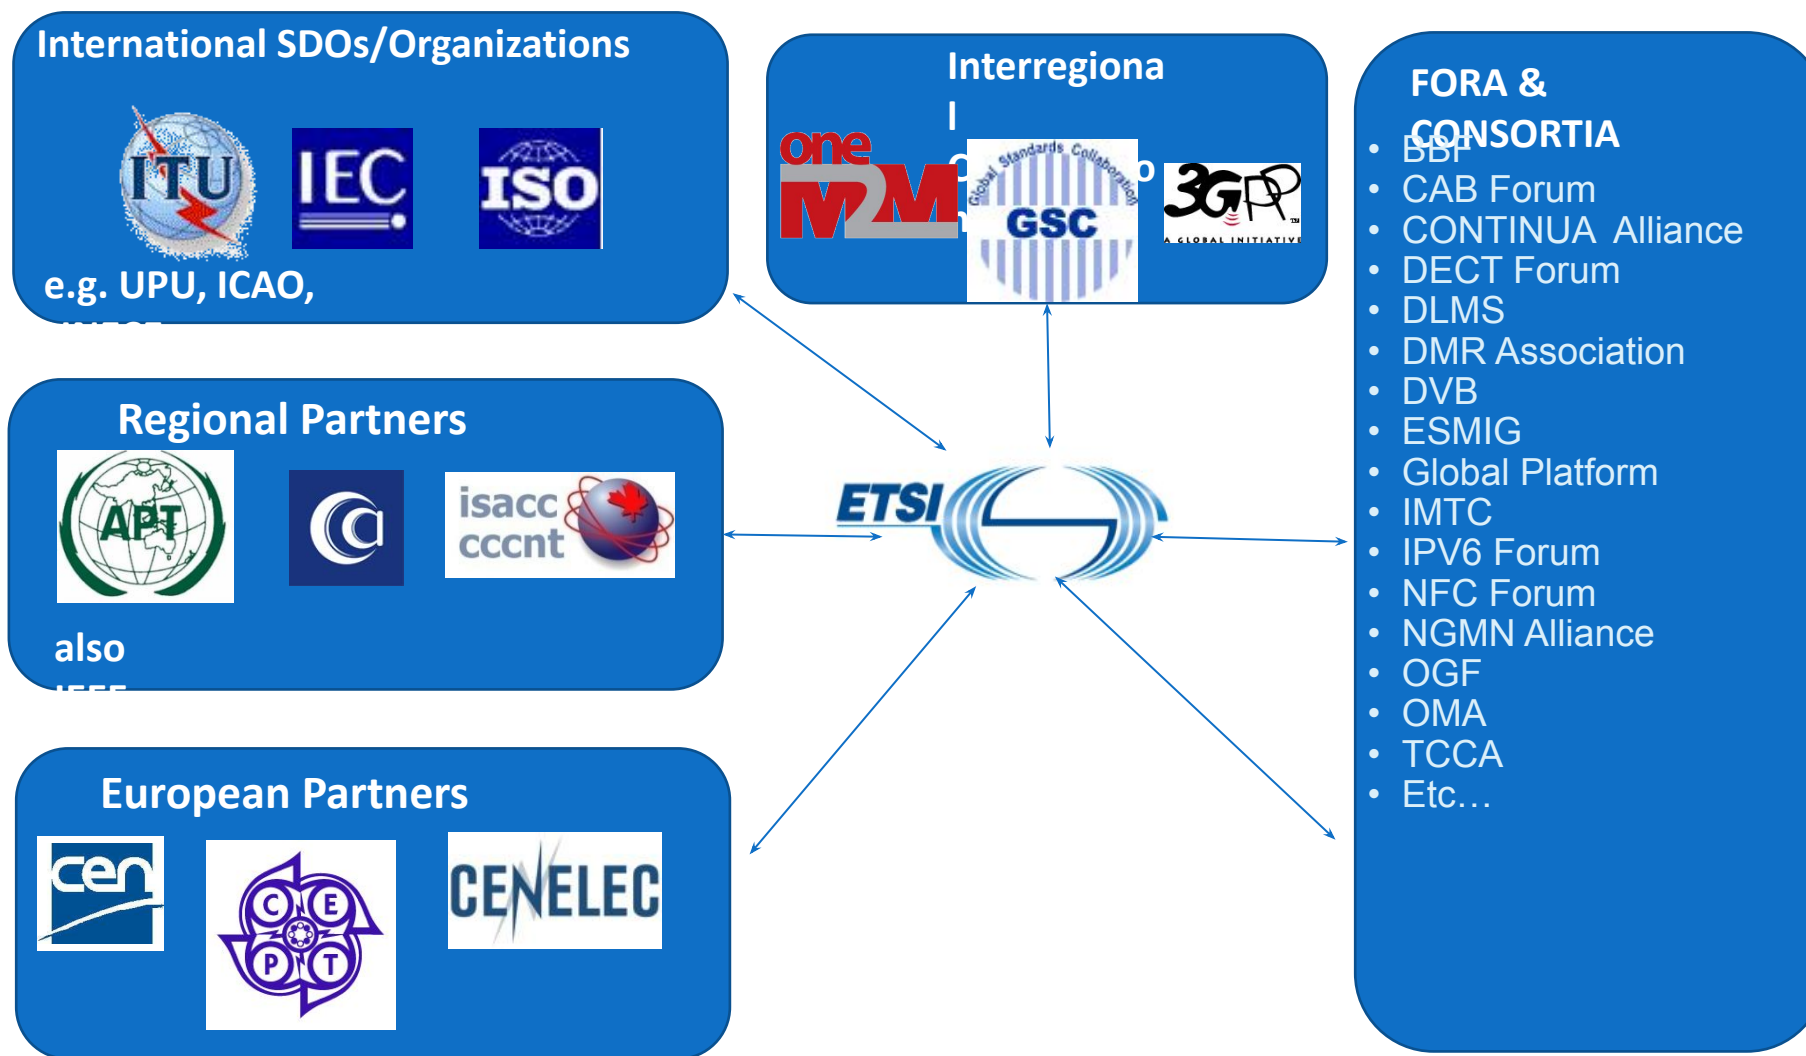 International SDOs/Organizations
ITU
IEC
ISO
e.g. UPU, ICAO,
Interregiona
l
one
M2M
Global Standards Collaboration
GSC
3GPP
TM
A GLOBAL INITIATIVE
FORA &
CONSORTIA
• BBF
• CAB Forum
• CONTINUA Alliance
• DECT Forum
• DLMS
• DMR Association
• DVB
• ESMIG
• Global Platform
• IMTC
• IPV6 Forum
• NFC Forum
• NGMN Alliance
• OGF
• OMA
• TCCA
• Etc…
Regional Partners
APT
isacc
cccnt
also
ETSI
European Partners
cen
C E
P T
CENELEC